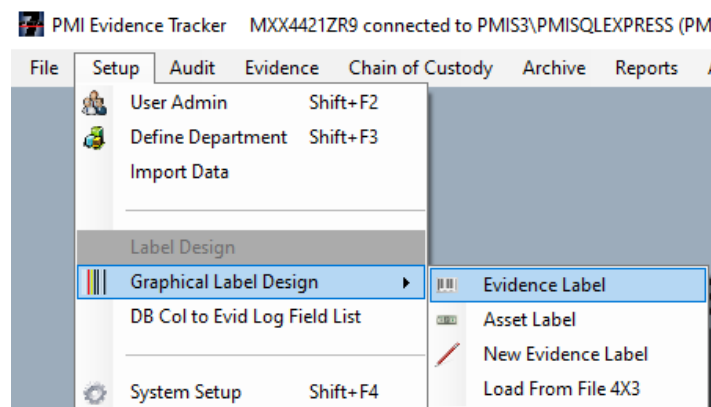 PMI Evidence Tracker MXX4421ZR9 connected to PMIS3\PMISQLEXPRESS (PM
File Setup Audit Evidence Chain of Custody Archive Reports
User Admin Shift+F2
Define Department Shift+F3
Import Data
Label Design
Graphical Label Design
DB Col to Evid Log Field List
System Setup Shift+F4
Evidence Label
Asset Label
New Evidence Label
Load From File 4X3